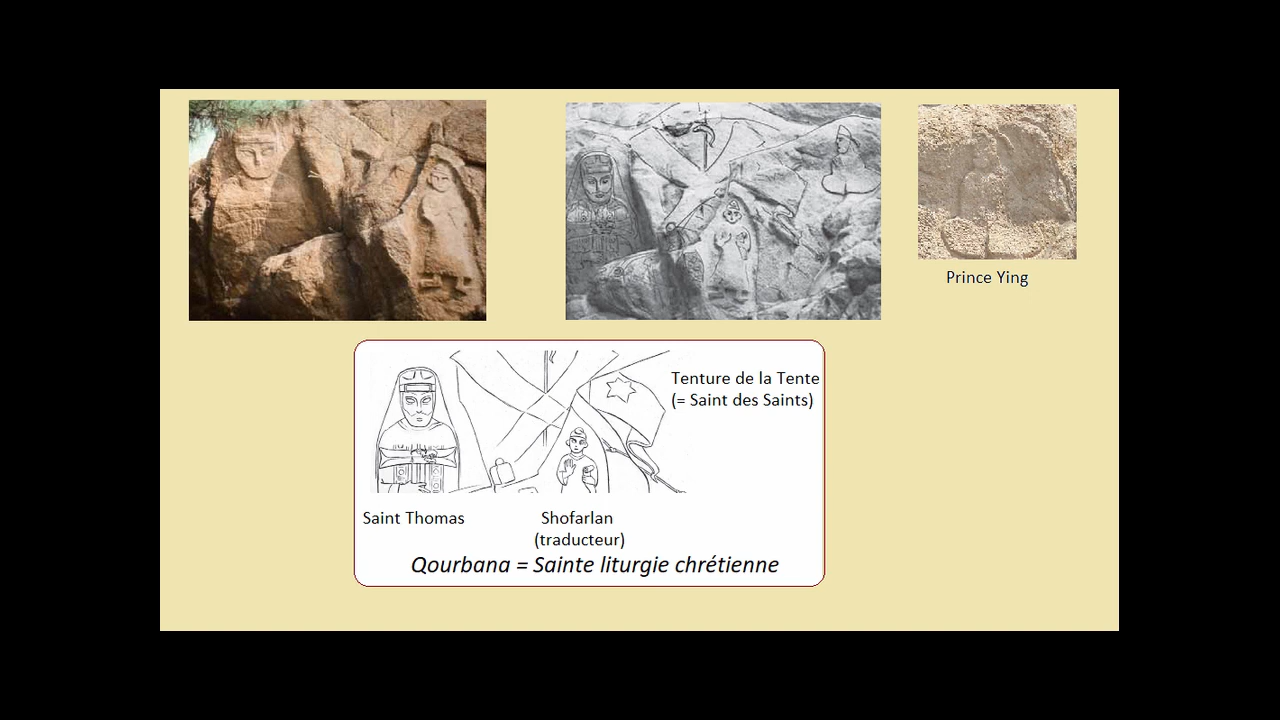 Prince Ying
Tenture de la Tente
(= Saint des Saints)
Saint Thomas
Shofarlan
(traducteur)
Qourbana = Sainte liturgie chrétienne